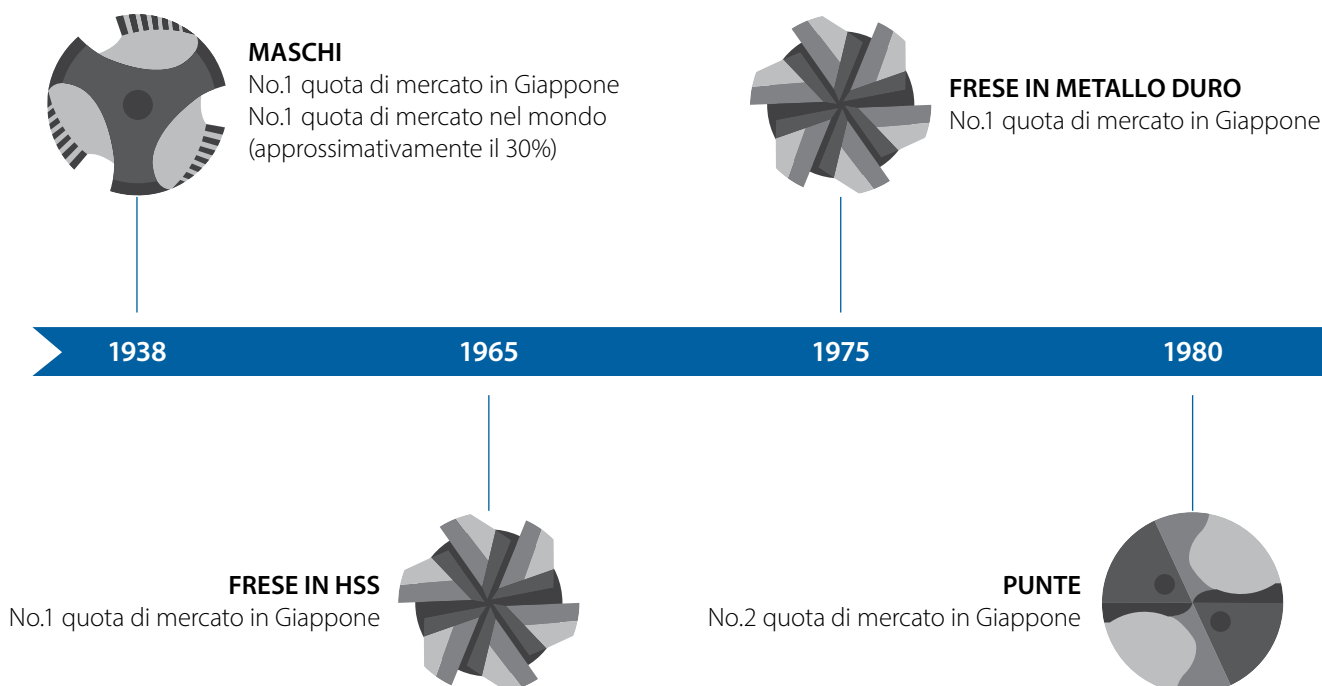 MASCHI
No.1 quota di mercato in Giappone
No.1 quota di mercato nel mondo
(approssimativamente il 30%)
FRESE IN METALLO DURO
No.1 quota di mercato in Giappone
1938
1965
1975
1980
FRESE IN HSS
No.1 quota di mercato in Giappone
PUNTE
No.2 quota di mercato in Giappone